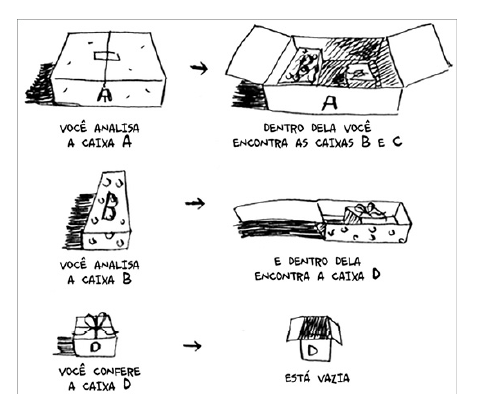 A
A
VOCÊ ANALISA
A CAIXA A
DENTRO DELA VOCÊ
ENCONTRA AS CAIXAS B E C
B
VOCÊ ANALISA
A CAIXA B
E DENTRO DELA
ENCONTRA A CAIXA D
D
D
VOCÊ CONFERE
A CAIXA D
ESTÁ VAZIA